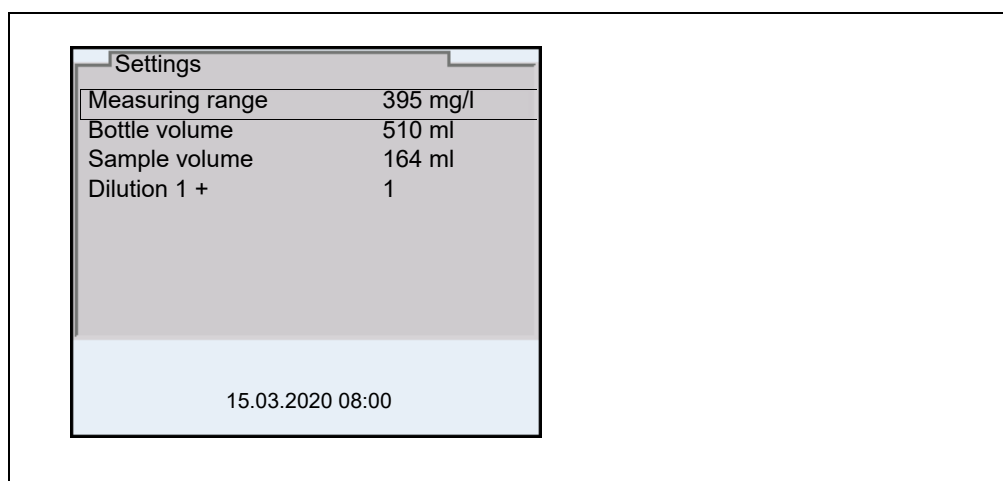 Settings
Measuring range 395 mg/l
Bottle volume 510 ml
Sample volume 164 ml
Dilution 1 + 1
15.03.2020 08:00